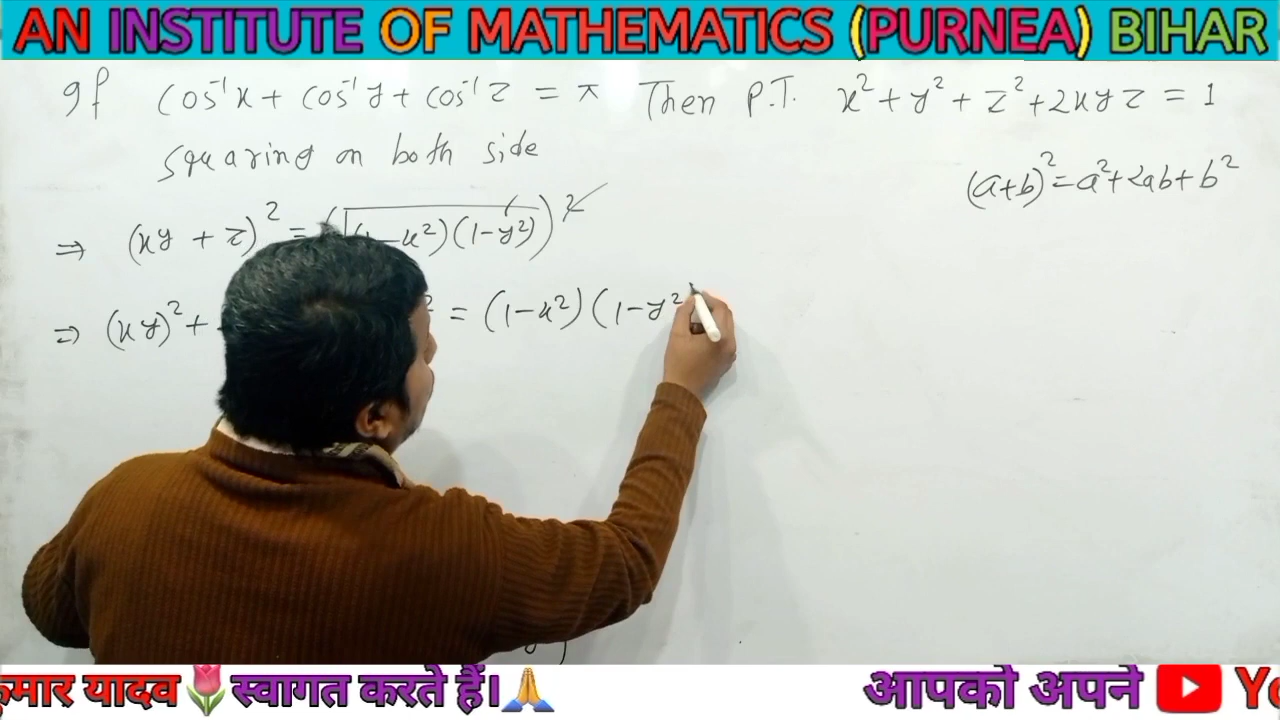 AN INSTITUTE OF MATHEMATICS (PURNEA) BIHAR
If cos⁻¹x + cos⁻¹y + cos⁻¹z = π Then P.T. x² + y² + z² + 2xyz = 1
squaring on both side
(a+b)² = a² + 2ab + b²
⇒ (xy + z)² = (√(1-x²)(1-y²))²
⇒ (xy)² + ² = (1-x²)(1-y²
कुमार यादव🌷स्वागत करते हैं।🙏 आपको अपने